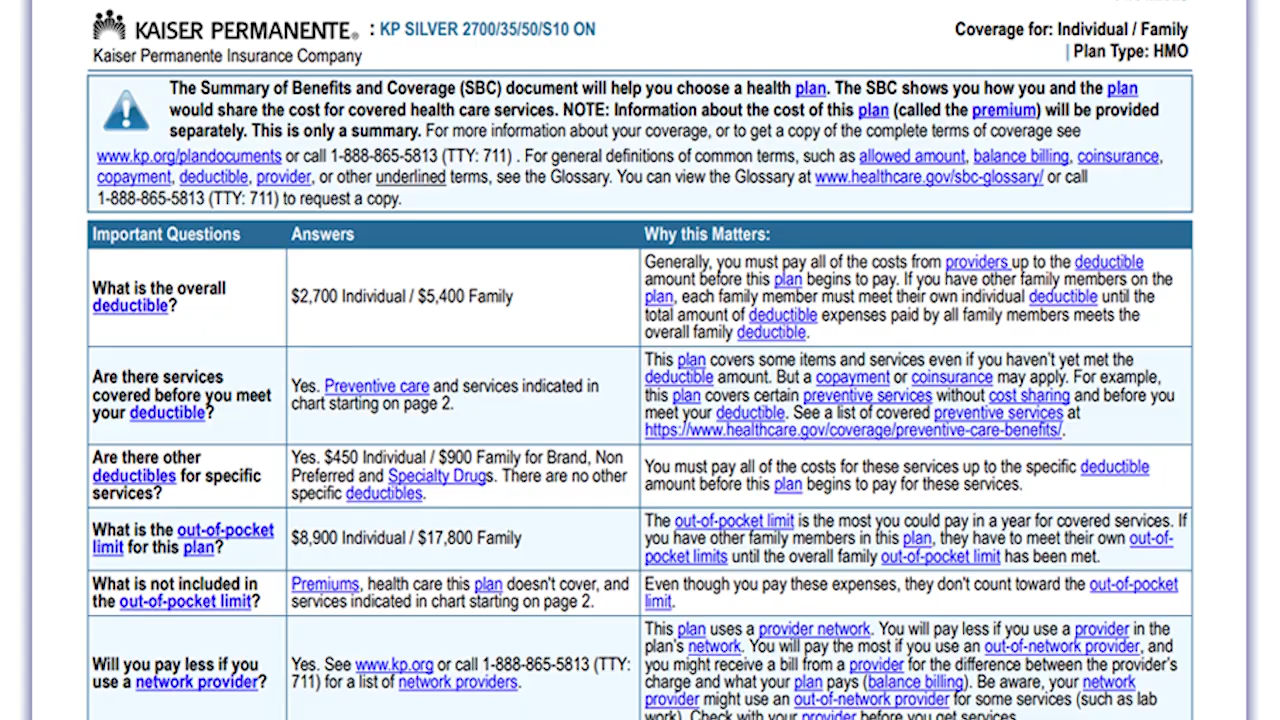 KAISER PERMANENTE® : KP SILVER 2700/35/50/S10 ON
Kaiser Permanente Insurance Company
Coverage for: Individual / Family
| Plan Type: HMO
The Summary of Benefits and Coverage (SBC) document will help you choose a health plan. The SBC shows you how you and the plan
would share the cost for covered health care services. NOTE: Information about the cost of this plan (called the premium) will be provided
separately. This is only a summary. For more information about your coverage, or to get a copy of the complete terms of coverage see
www.kp.org/plandocuments or call 1-888-865-5813 (TTY: 711) . For general definitions of common terms, such as allowed amount, balance billing, coinsurance,
copayment, deductible, provider, or other underlined terms, see the Glossary. You can view the Glossary at www.healthcare.gov/sbc-glossary/ or call
1-888-865-5813 (TTY: 711) to request a copy.
Important Questions
Answers
Why this Matters:
What is the overall
deductible?
$2,700 Individual / $5,400 Family
Generally, you must pay all of the costs from providers up to the deductible
amount before this plan begins to pay. If you have other family members on the
plan, each family member must meet their own individual deductible until the
total amount of deductible expenses paid by all family members meets the
overall family deductible.
Are there services
covered before you meet
your deductible?
Yes. Preventive care and services indicated in
chart starting on page 2.
This plan covers some items and services even if you haven't yet met the
deductible amount. But a copayment or coinsurance may apply. For example,
this plan covers certain preventive services without cost sharing and before you
meet your deductible. See a list of covered preventive services at
https://www.healthcare.gov/coverage/preventive-care-benefits/.
Are there other
deductibles for specific
services?
Yes. $450 Individual / $900 Family for Brand, Non
Preferred and Specialty Drugs. There are no other
specific deductibles.
You must pay all of the costs for these services up to the specific deductible
amount before this plan begins to pay for these services.
What is the out-of-pocket
limit for this plan?
$8,900 Individual / $17,800 Family
The out-of-pocket limit is the most you could pay in a year for covered services. If
you have other family members in this plan, they have to meet their own out-of-
pocket limits until the overall family out-of-pocket limit has been met.
What is not included in
the out-of-pocket limit?
Premiums, health care this plan doesn't cover, and
services indicated in chart starting on page 2.
Even though you pay these expenses, they don't count toward the out-of-pocket
limit.
Will you pay less if you
use a network provider?
Yes. See www.kp.org or call 1-888-865-5813 (TTY:
711) for a list of network providers.
This plan uses a provider network. You will pay less if you use a provider in the
plan's network. You will pay the most if you use an out-of-network provider, and
you might receive a bill from a provider for the difference between the provider's
charge and what your plan pays (balance billing). Be aware, your network
provider might use an out-of-network provider for some services (such as lab
work). Check with your provider before you get services.